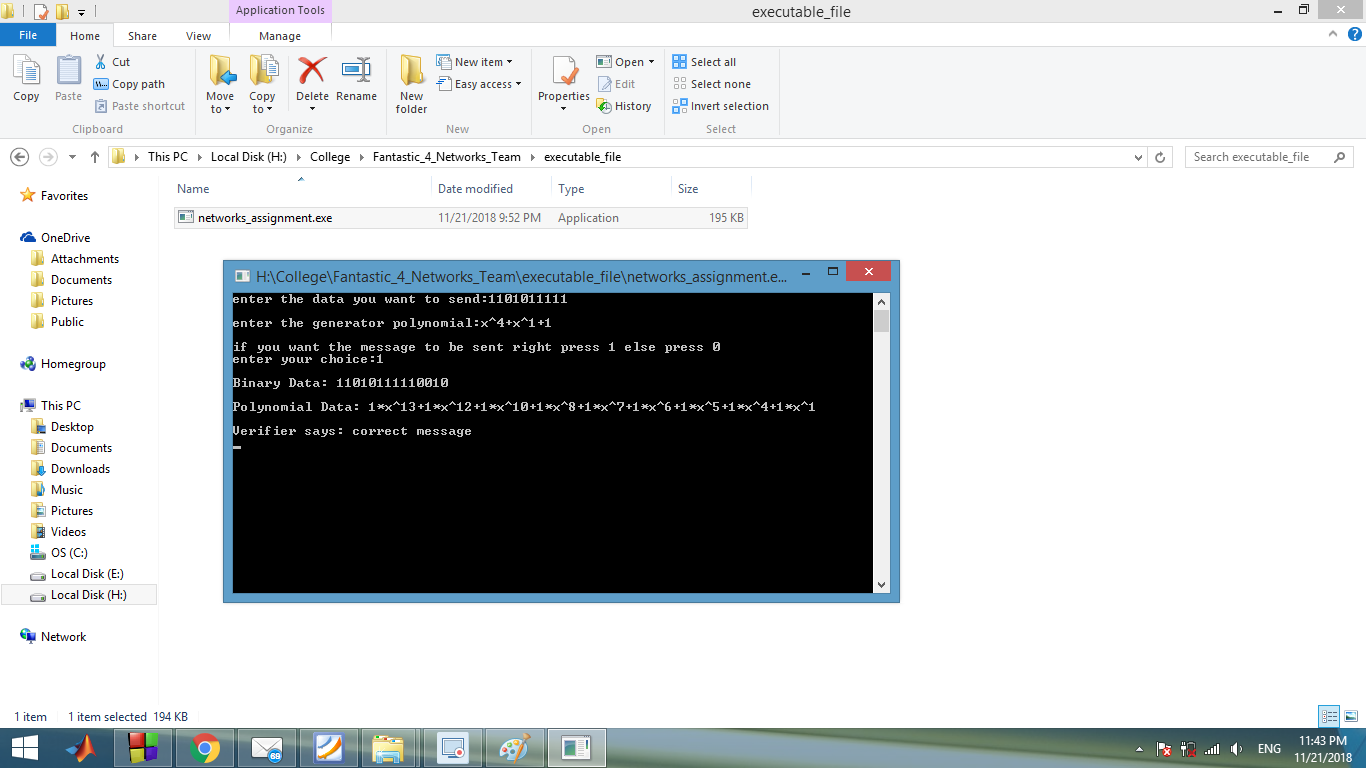 Application Tools
executable_file
File
Home
Share
View
Manage
Copy
Paste
Cut
Copy path
Paste shortcut
Clipboard
Move to
Copy to
Delete
Rename
Organize
New folder
New item
Easy access
New
Properties
Open
Edit
History
Open
Select all
Select none
Invert selection
Select
This PC
Local Disk (H:)
College
Fantastic_4_Networks_Team
executable_file
Search executable_file
Name
Date modified
Type
Size
networks_assignment.exe
11/21/2018 9:52 PM
Application
195 KB
Favorites
OneDrive
Attachments
Documents
Pictures
Public
Homegroup
This PC
Desktop
Documents
Downloads
Music
Pictures
Videos
OS (C:)
Local Disk (E:)
Local Disk (H:)
Network
H:\College\Fantastic_4_Networks_Team\executable_file\networks_assignment.e...
enter the data you want to send:1101011111
enter the generator polynomial:x^4+x^1+1
if you want the message to be sent right press 1 else press 0
enter your choice:1
Binary Data: 11010111110010
Polynomial Data: 1*x^13+1*x^12+1*x^10+1*x^8+1*x^7+1*x^6+1*x^5+1*x^4+1*x^1
Verifier says: correct message
1 item
1 item selected 194 KB
69
ENG
11:43 PM
11/21/2018